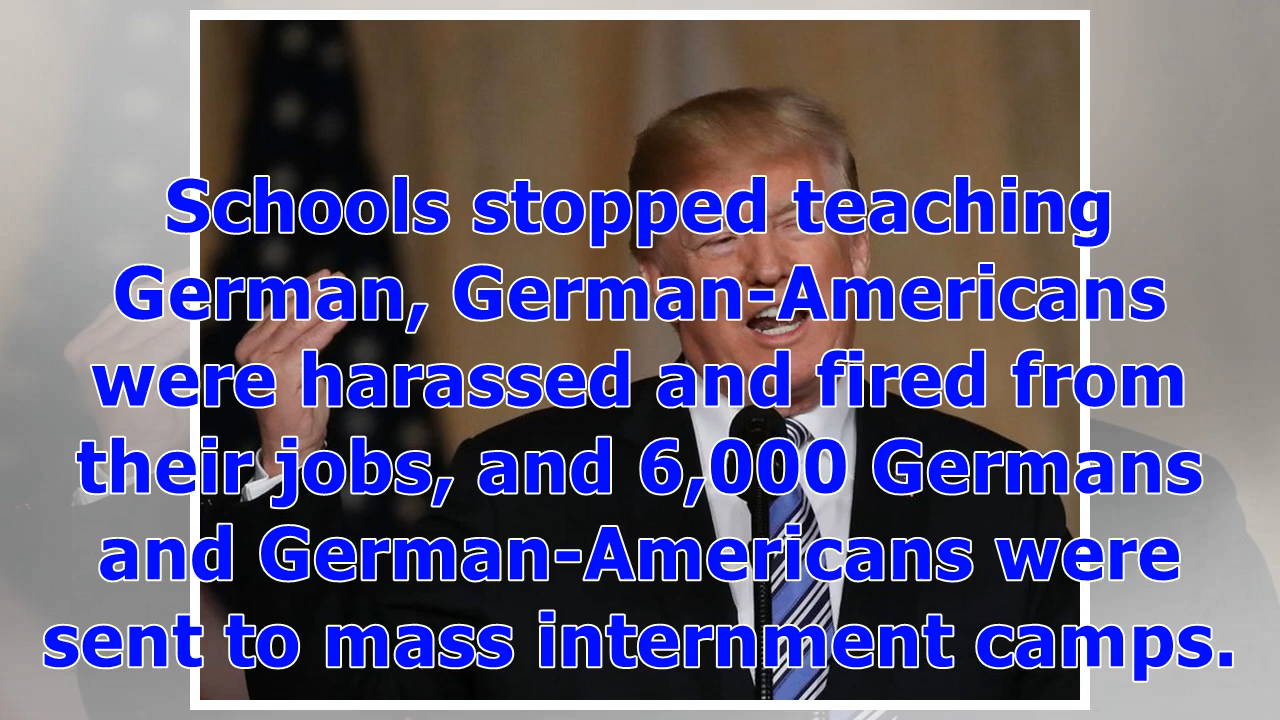 Schools stopped teaching
German, German-Americans
were harassed and fired from
their jobs, and 6,000 Germans
and German-Americans were
sent to mass internment camps.